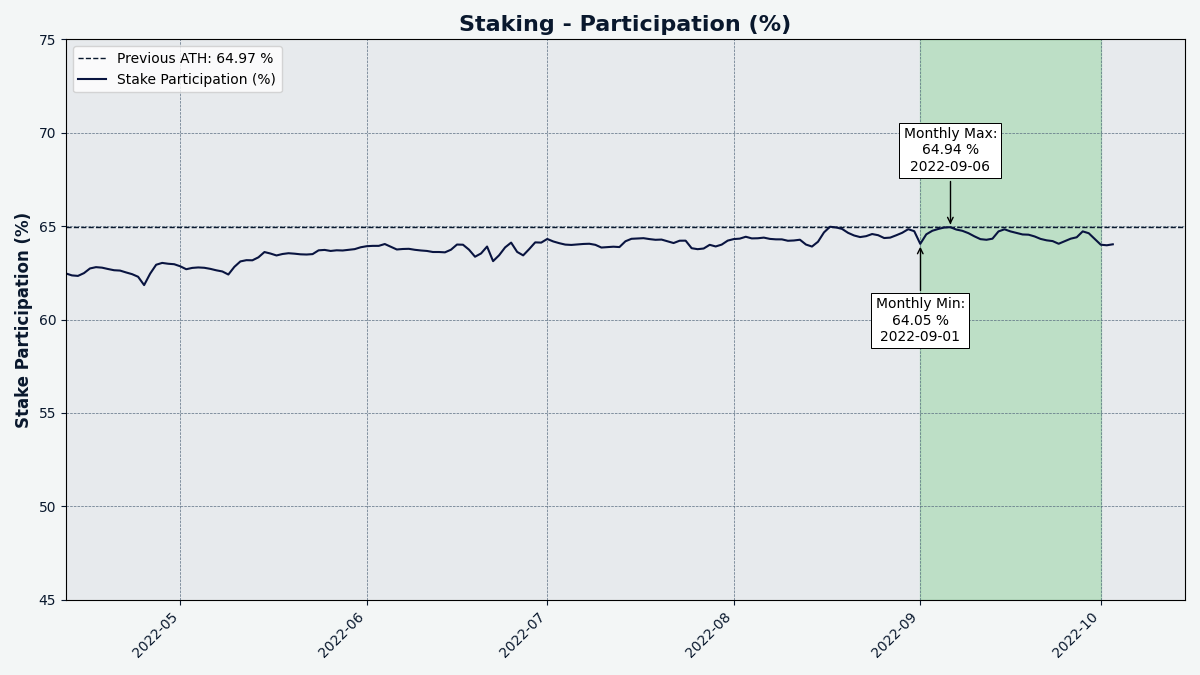 Staking - Participation (%)
Previous ATH: 64.97 %
Stake Participation (%)
Stake Participation (%)
75
70
65
60
55
50
45
Monthly Max:
64.94 %
2022-09-06
Monthly Min:
64.05 %
2022-09-01
2022-05
2022-06
2022-07
2022-08
2022-09
2022-10